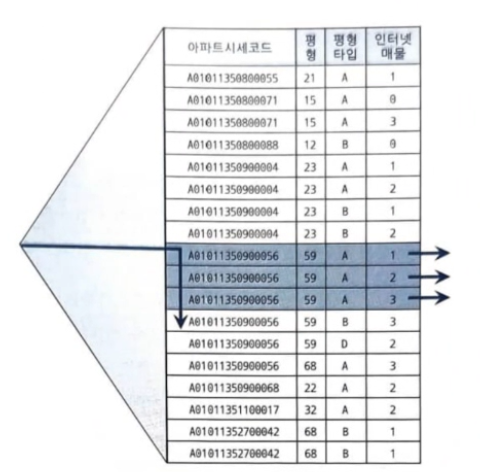 아파트시세코드 평형 평형타입 인터넷매물
A01011350800055 21 A 1
A01011350800071 15 A 0
A01011350800071 15 A 3
A01011350800088 12 B 0
A01011350900004 23 A 1
A01011350900004 23 A 2
A01011350900004 23 B 1
A01011350900004 23 B 2
A01011350900056 59 A 1
A01011350900056 59 A 2
A01011350900056 59 A 3
A01011350900056 59 B 3
A01011350900056 59 D 2
A01011350900056 68 A 3
A01011350900068 22 A 2
A01011351100017 32 A 2
A01011352700042 68 B 1
A01011352700042 68 B 1